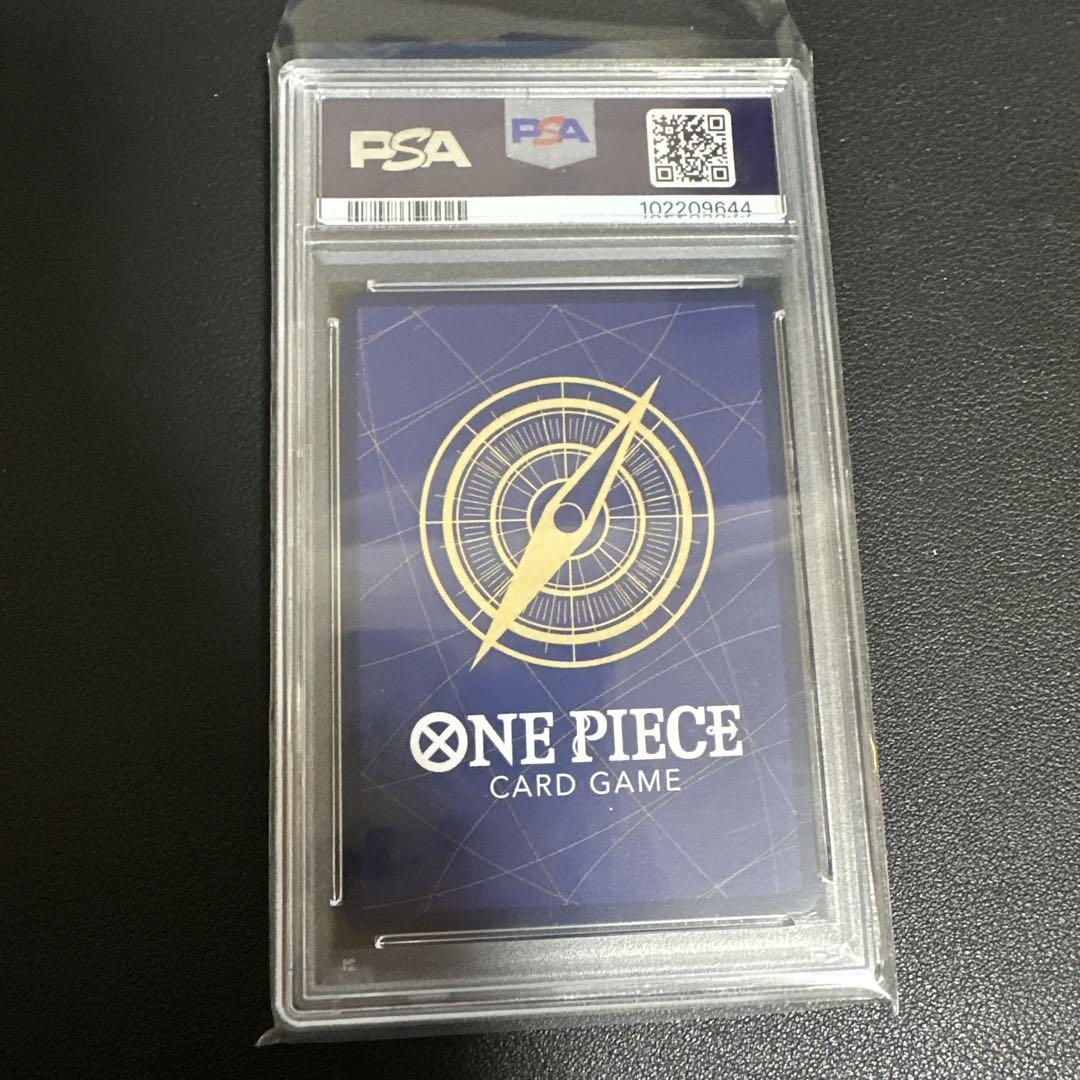 PSA
PSA
102209644
ONE PIECE
CARD GAME